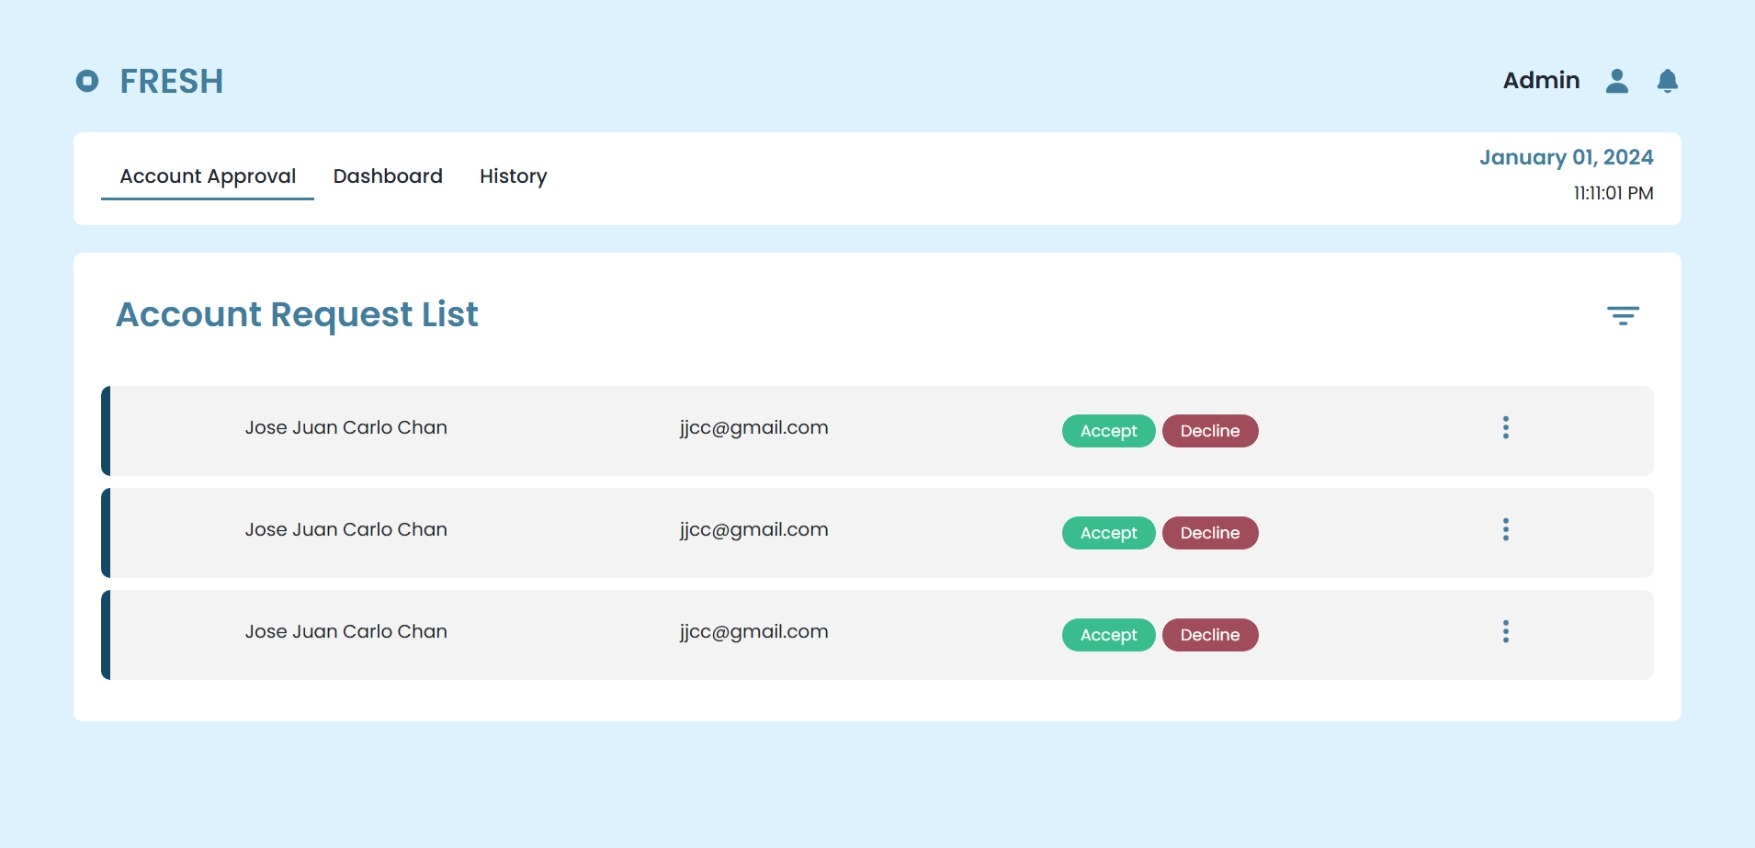 FRESH
Admin
Account Approval Dashboard History
January 01, 2024
11:11:01 PM
Account Request List
Jose Juan Carlo Chan jjcc@gmail.com Accept Decline
Jose Juan Carlo Chan jjcc@gmail.com Accept Decline
Jose Juan Carlo Chan jjcc@gmail.com Accept Decline